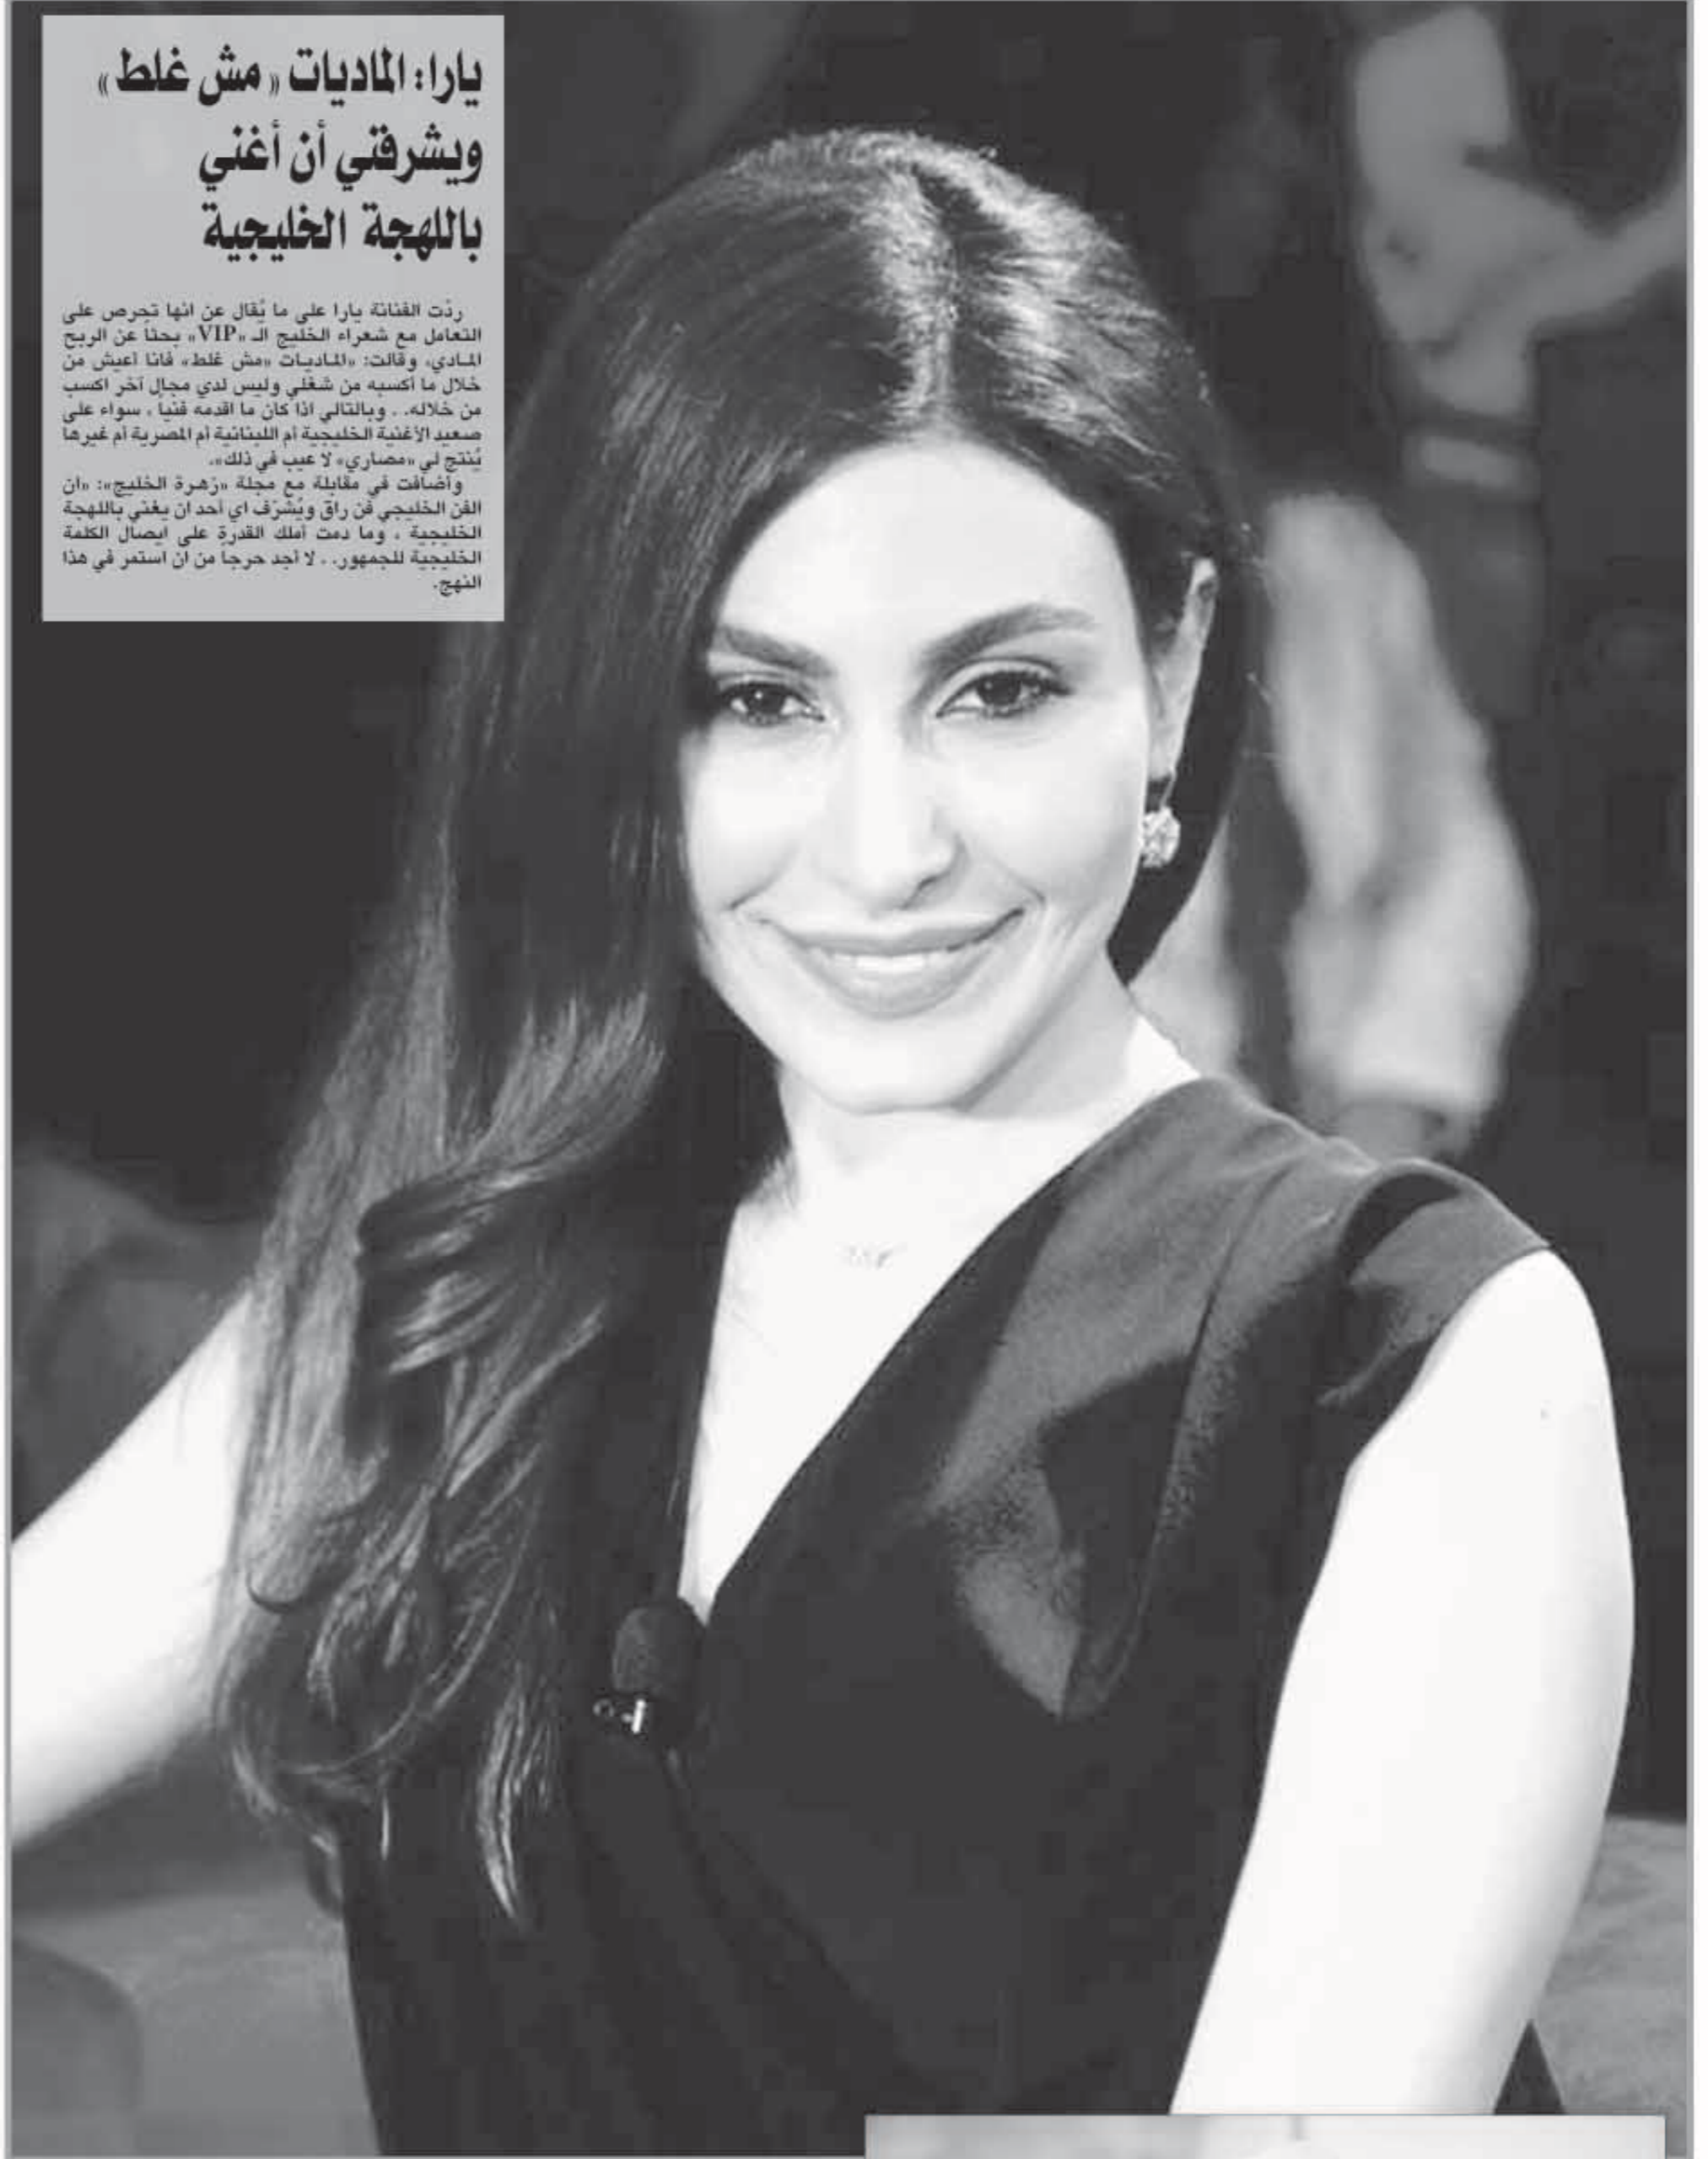 يارا: الماديات «مش غلط»
ويشرفني أن أغني
باللهجة الخليجية
ردّت الفنانة يارا على ما يُقال عن انها تحرص على
التعامل مع شعراء الخليج الـ «VIP» بحثا عن الربح
المادي، وقالت: «الماديات «مش غلط» فانا أعيش من
خلال ما أكسبه من شغلي وليس لدي مجال آخر اكسب
من خلاله.. وبالتالي اذا كان ما اقدمه فنيا ، سواء على
صعيد الأغنية الخليجية أم اللبنانية أم المصرية أم غيرها
يُنتج لي «مصاري» لا عيب في ذلك».
وأضافت في مقابلة مع مجلة «زهرة الخليج»: «ان
الفن الخليجي فن راق ويُشرّف اي أحد ان يغني باللهجة
الخليجية ، وما دمت أملك القدرة على ايصال الكلمة
الخليجية للجمهور.. لا أجد حرجا من ان استمر في هذا
النهج.